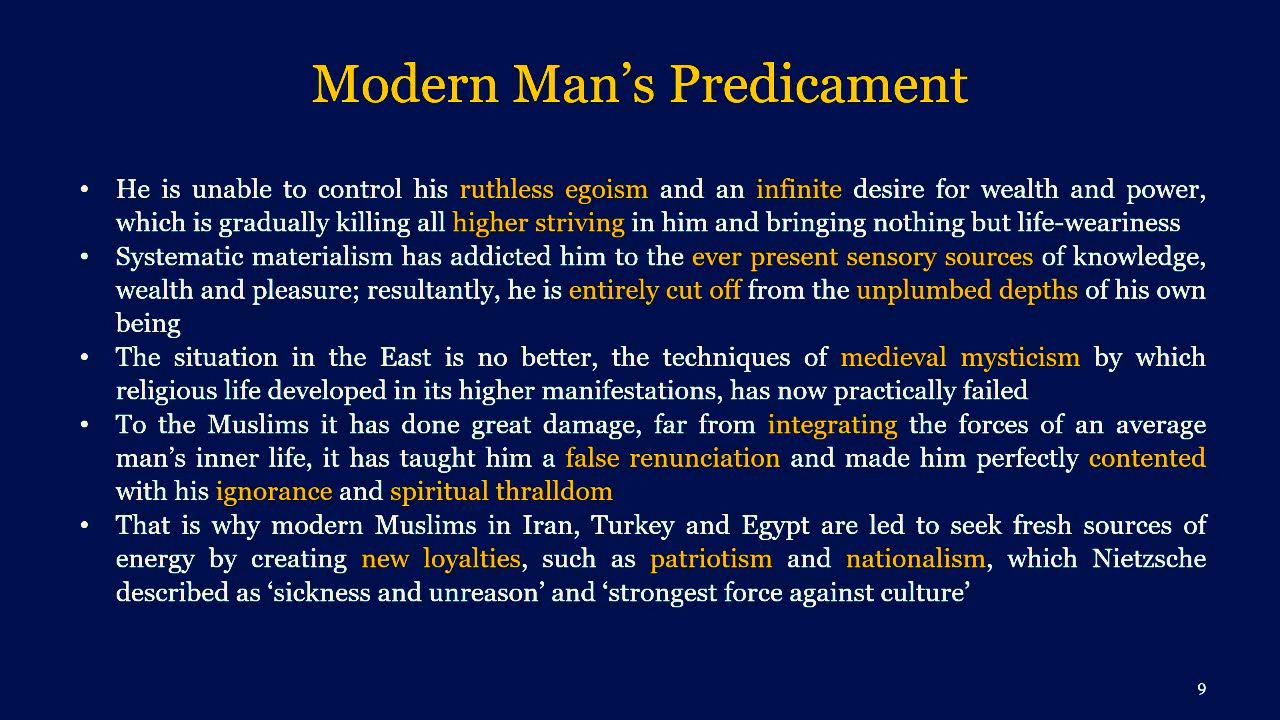 Modern Man’s Predicament
• He is unable to control his ruthless egoism and an infinite desire for wealth and power,
which is gradually killing all higher striving in him and bringing nothing but life-weariness
• Systematic materialism has addicted him to the ever present sensory sources of knowledge,
wealth and pleasure; resultantly, he is entirely cut off from the unplumbed depths of his own
being
• The situation in the East is no better, the techniques of medieval mysticism by which
religious life developed in its higher manifestations, has now practically failed
• To the Muslims it has done great damage, far from integrating the forces of an average
man’s inner life, it has taught him a false renunciation and made him perfectly contented
with his ignorance and spiritual thralldom
• That is why modern Muslims in Iran, Turkey and Egypt are led to seek fresh sources of
energy by creating new loyalties, such as patriotism and nationalism, which Nietzsche
described as ‘sickness and unreason’ and ‘strongest force against culture’
9